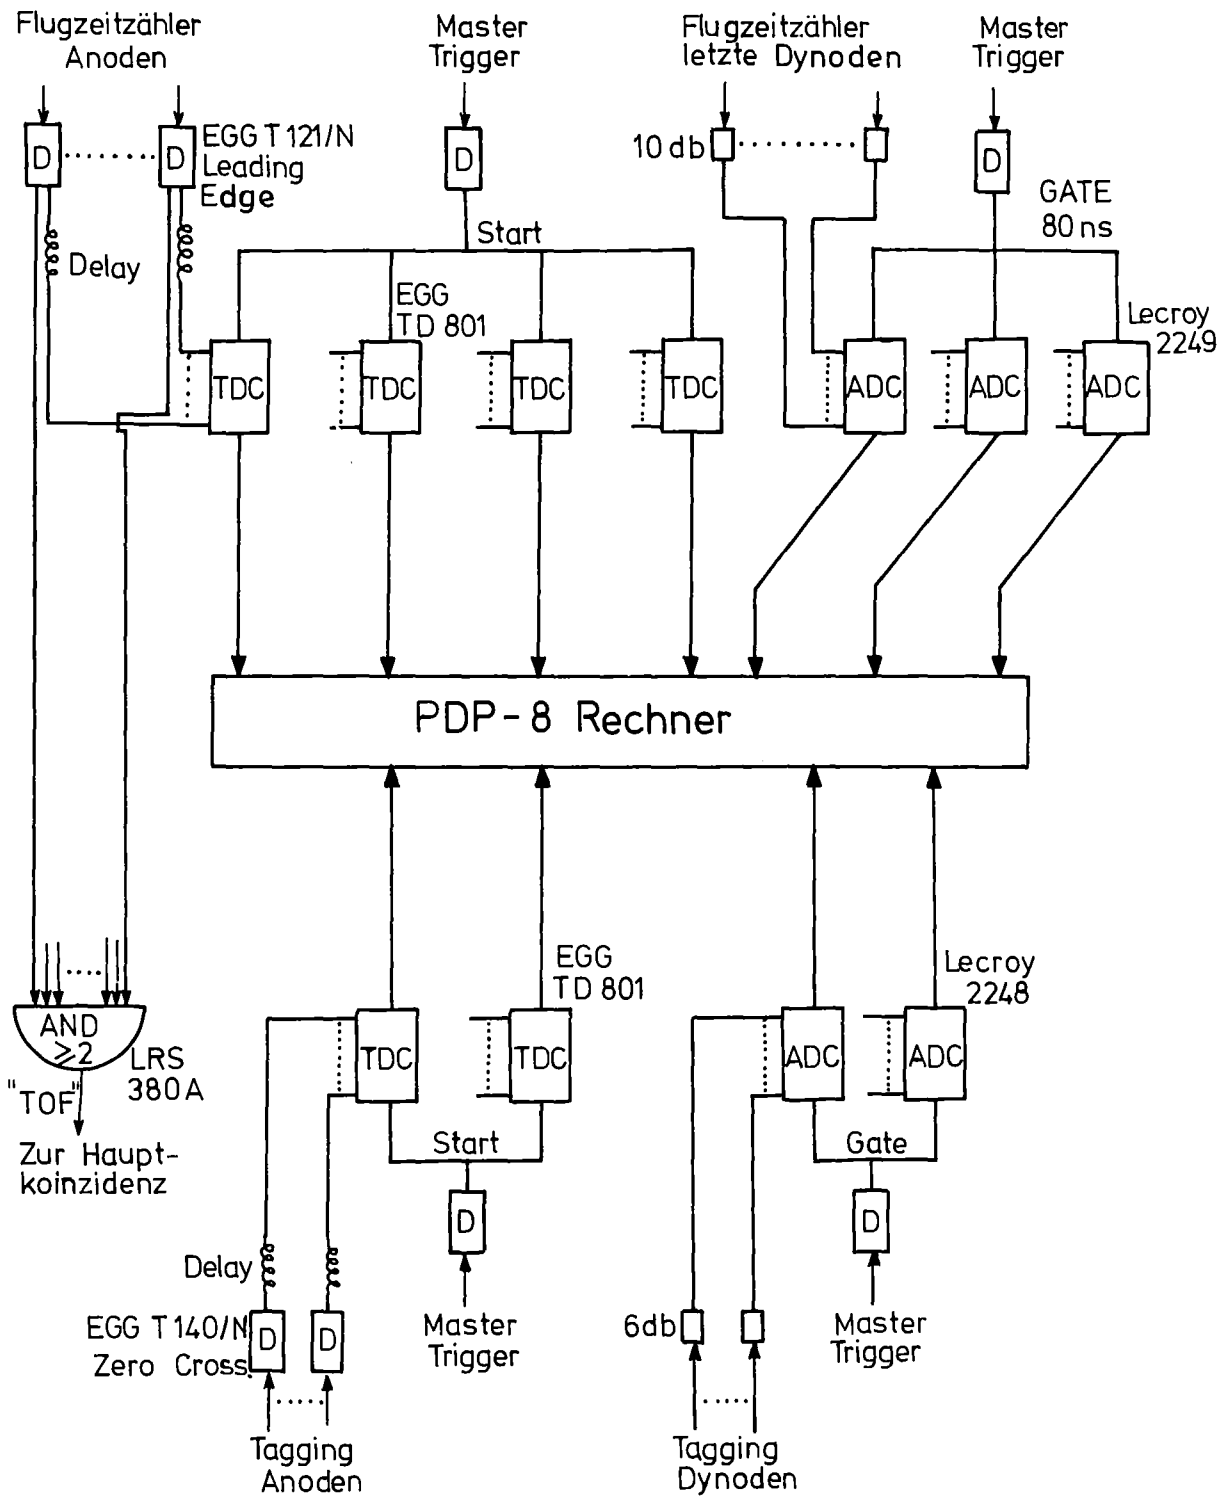 Flugzeitzähler
Anoden
Master
Trigger
Flugzeitzähler
letzte Dynoden
Master
Trigger
D
D
EGG T 121/N
Leading
Edge
D
10 db
D
GATE
80 ns
Start
Delay
EGG
TD 801
Lecroy
2249
TDC
TDC
TDC
TDC
ADC
ADC
ADC
PDP-8 Rechner
EGG
TD 801
Lecroy
2248
AND
≥2
LRS
380A
"TOF"
Zur Haupt-
koinzidenz
TDC
TDC
ADC
ADC
Start
Gate
D
D
Delay
EGG T 140/N
Zero Cross.
D
D
Master
Trigger
6db
Master
Trigger
Tagging
Anoden
Tagging
Dynoden